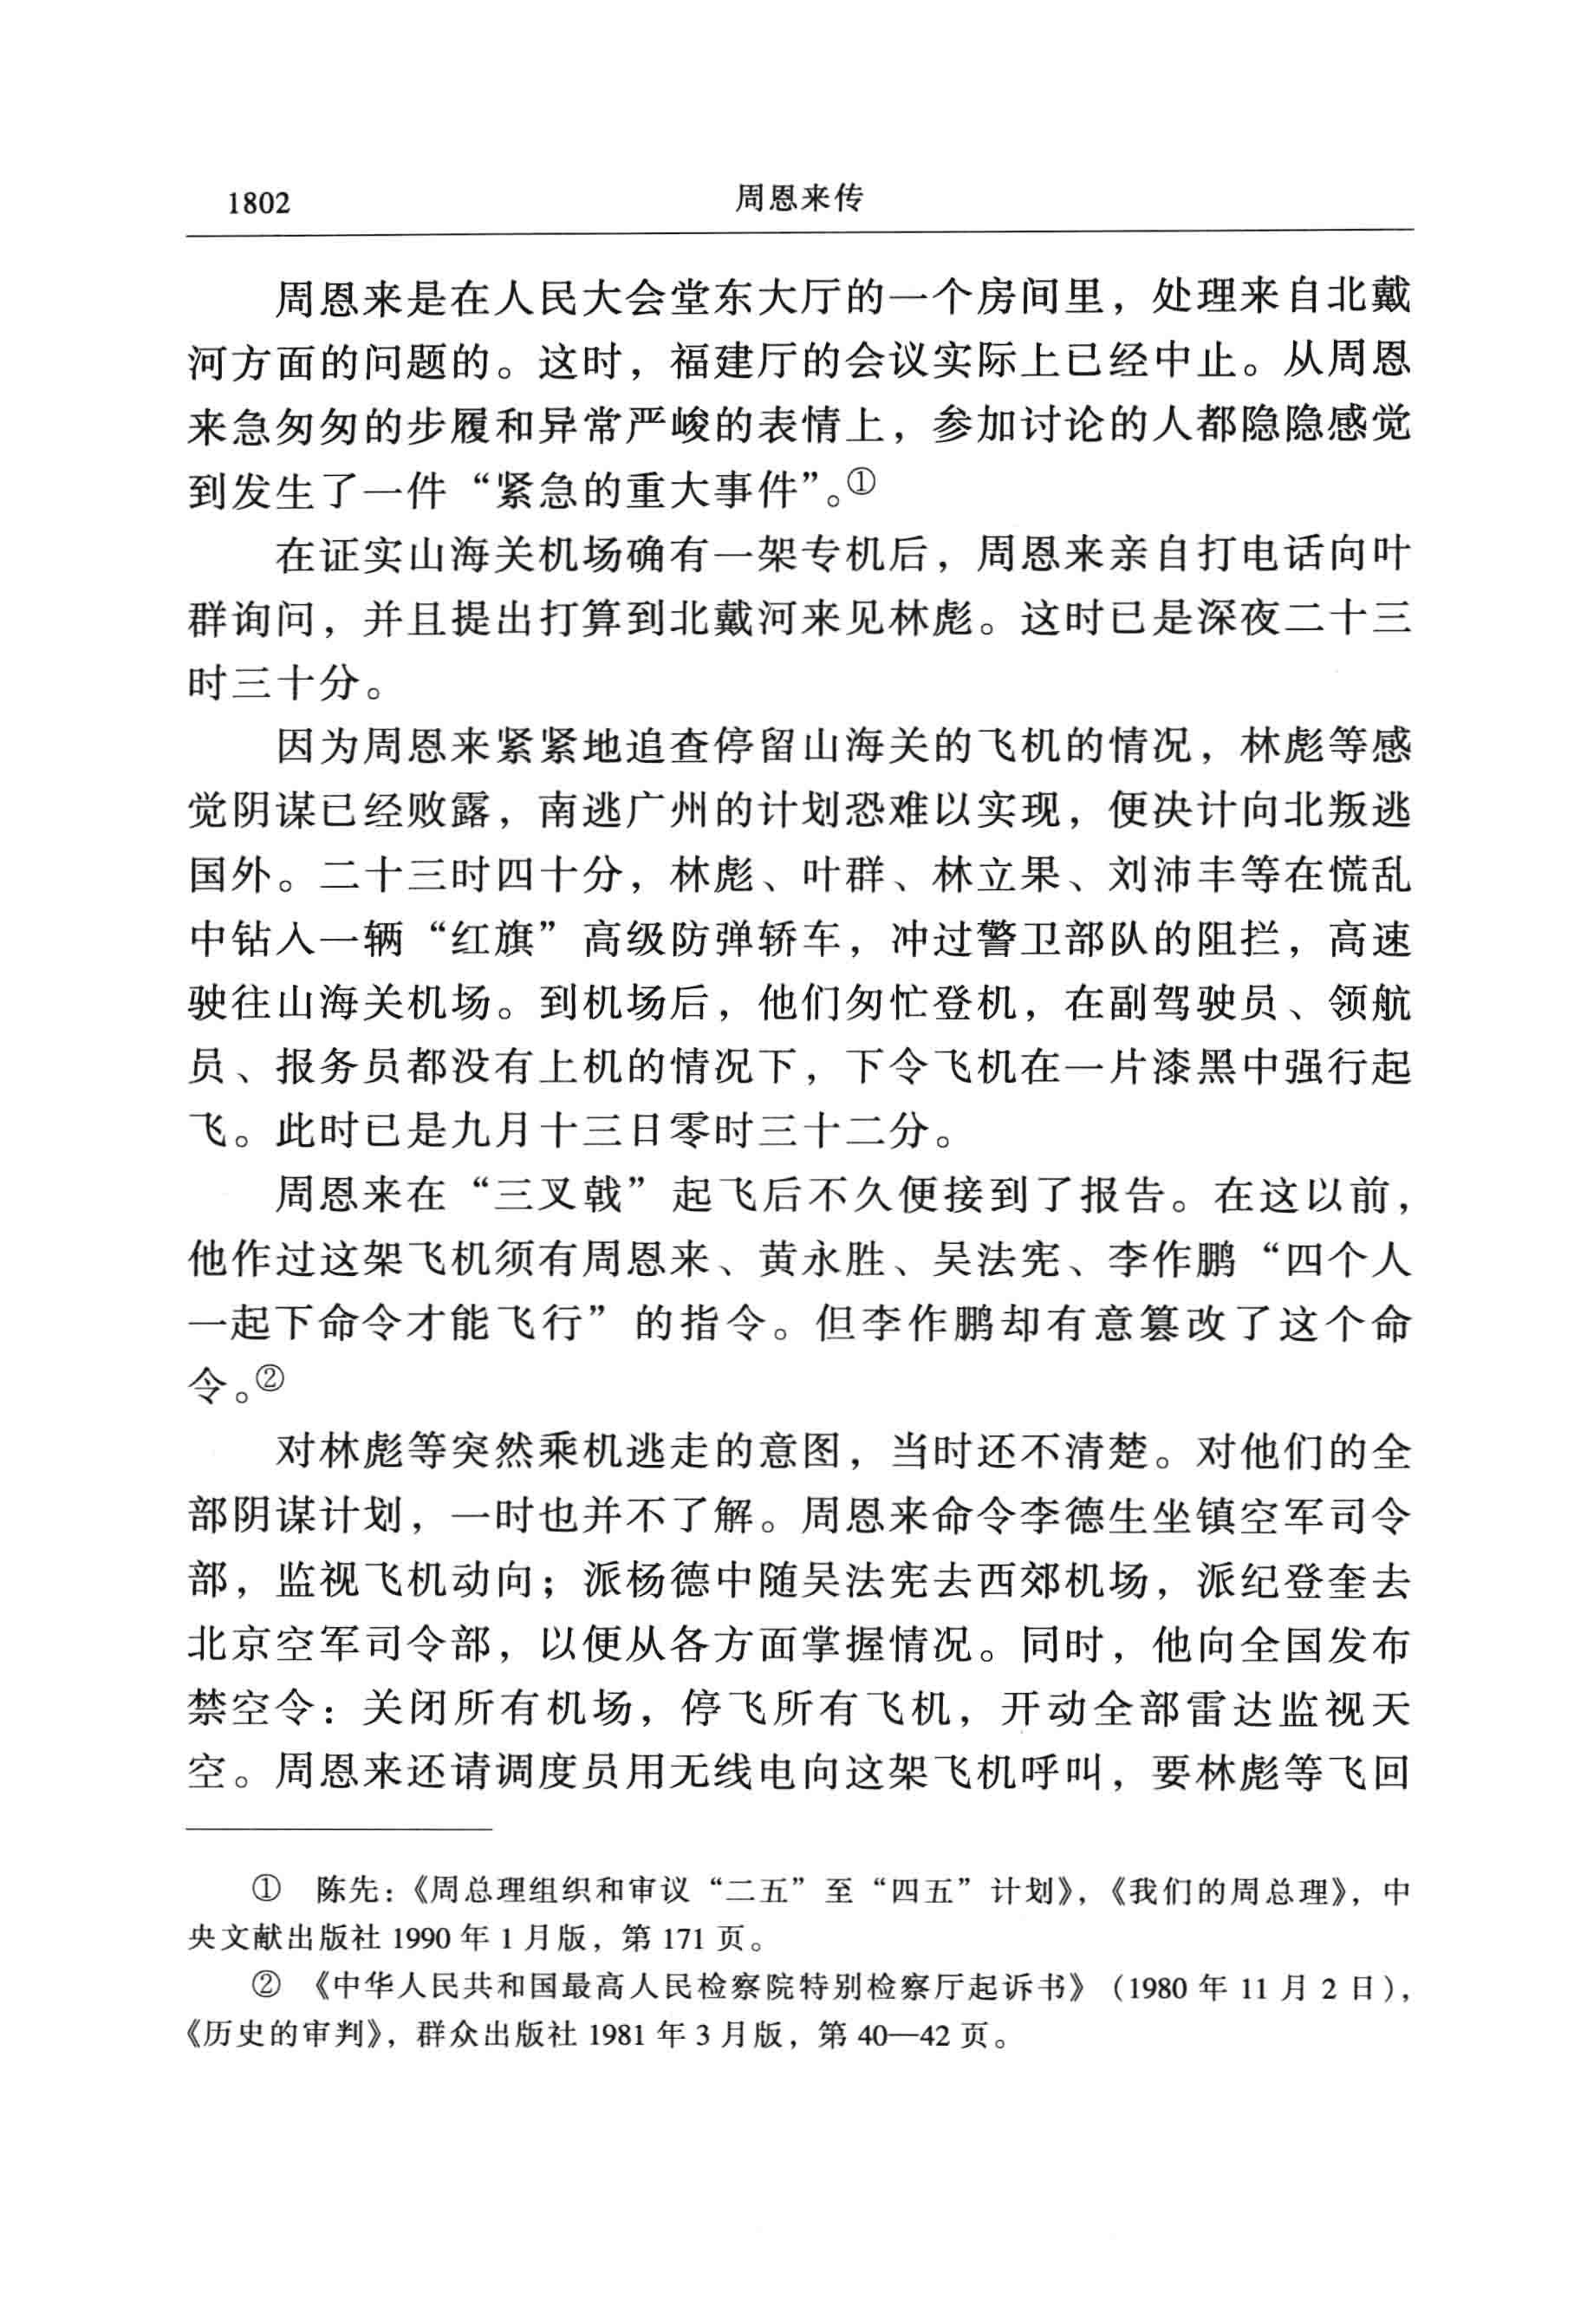 1802
周恩来传
周恩来是在人民大会堂东大厅的一个房间里，处理来自北戴
河方面的问题的。这时，福建厅的会议实际上已经中止。从周恩
来急匆匆的步履和异常严峻的表情上，参加讨论的人都隐隐感觉
到发生了一件“紧急的重大事件”。①
在证实山海关机场确有一架专机后，周恩来亲自打电话向叶
群询问，并且提出打算到北戴河来见林彪。这时已是深夜二十三
时三十分。
因为周恩来紧紧地追查停留山海关的飞机的情况，林彪等感
觉阴谋已经败露，南逃广州的计划恐难以实现，便决计向北叛逃
国外。二十三时四十分，林彪、叶群、林立果、刘沛丰等在慌乱
中钻入一辆“红旗”高级防弹轿车，冲过警卫部队的阻拦，高速
驶往山海关机场。到机场后，他们匆忙登机，在副驾驶员、领航
员、报务员都没有上机的情况下，下令飞机在一片漆黑中强行起
飞。此时已是九月十三日零时三十二分。
周恩来在“三叉戟”起飞后不久便接到了报告。在这以前，
他作过这架飞机须有周恩来、黄永胜、吴法宪、李作鹏“四个人
一起下命令才能飞行”的指令。但李作鹏却有意篡改了这个命
令。②
对林彪等突然乘机逃走的意图，当时还不清楚。对他们的全
部阴谋计划，一时也并不了解。周恩来命令李德生坐镇空军司令
部，监视飞机动向；派杨德中随吴法宪去西郊机场，派纪登奎去
北京空军司令部，以便从各方面掌握情况。同时，他向全国发布
禁空令：关闭所有机场，停飞所有飞机，开动全部雷达监视天
空。周恩来还请调度员用无线电向这架飞机呼叫，要林彪等飞回
① 陈先：《周总理组织和审议“二五”至“四五”计划》，《我们的周总理》，中
央文献出版社 1990 年 1 月版，第 171 页。
② 《中华人民共和国最高人民检察院特别检察厅起诉书》（1980 年 11 月 2 日），
《历史的审判》，群众出版社 1981 年 3 月版，第 40—42 页。